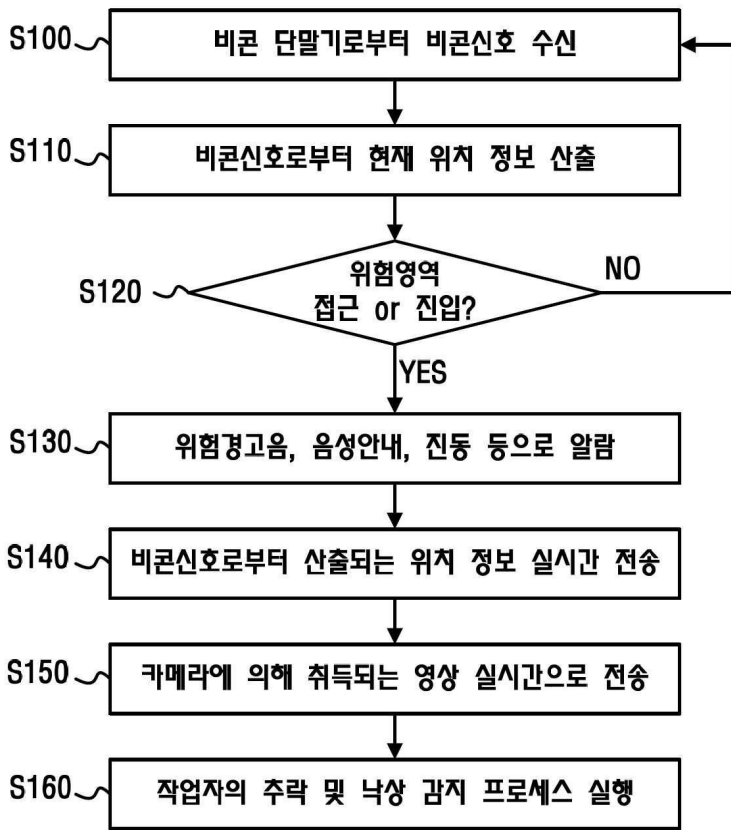 S100
비콘 단말기로부터 비콘신호 수신
S110
비콘신호로부터 현재 위치 정보 산출
S120
위험영역
접근 or 진입?
NO
YES
S130
위험경고음, 음성안내, 진동 등으로 알람
S140
비콘신호로부터 산출되는 위치 정보 실시간 전송
S150
카메라에 의해 취득되는 영상 실시간으로 전송
S160
작업자의 추락 및 낙상 감지 프로세스 실행